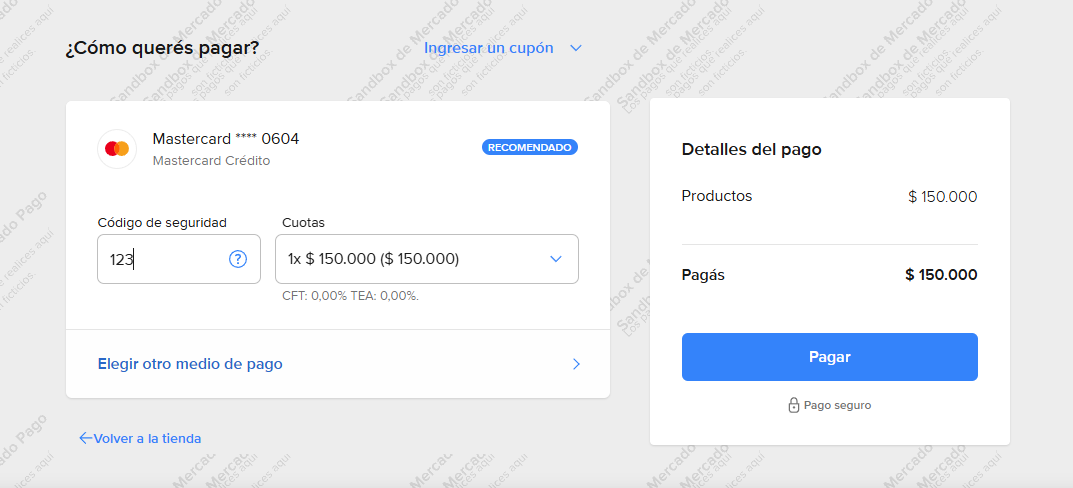 ¿Cómo querés pagar?
Ingresar un cupón
Mastercard **** 0604
Mastercard Crédito
RECOMENDADO
Código de seguridad
Cuotas
123
?
1x $ 150.000 ($ 150.000)
CFT: 0,00% TEA: 0,00%.
Elegir otro medio de pago
Volver a la tienda
Detalles del pago
Productos
$ 150.000
Pagás
$ 150.000
Pagar
Pago seguro
Sandbox de Mercado Pago
Los pagos que realices aquí
son ficticios.